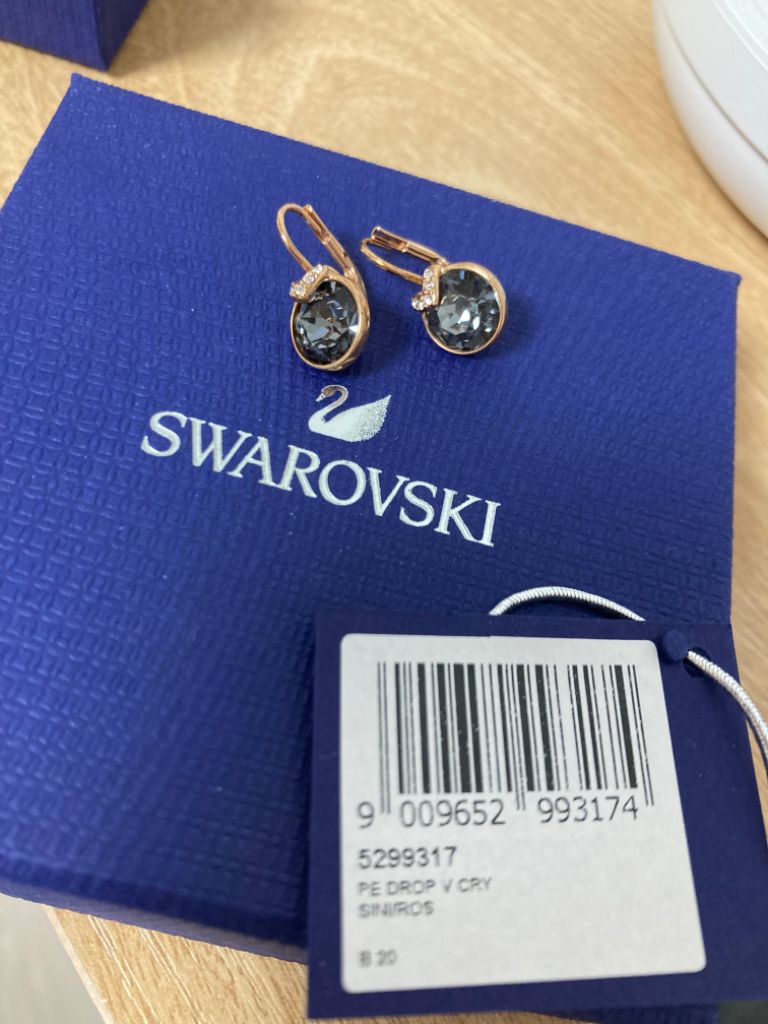 SWAROVSKI
9 009652 993174
5299317
PE DROP V CRY
SINI/ROS
B 20